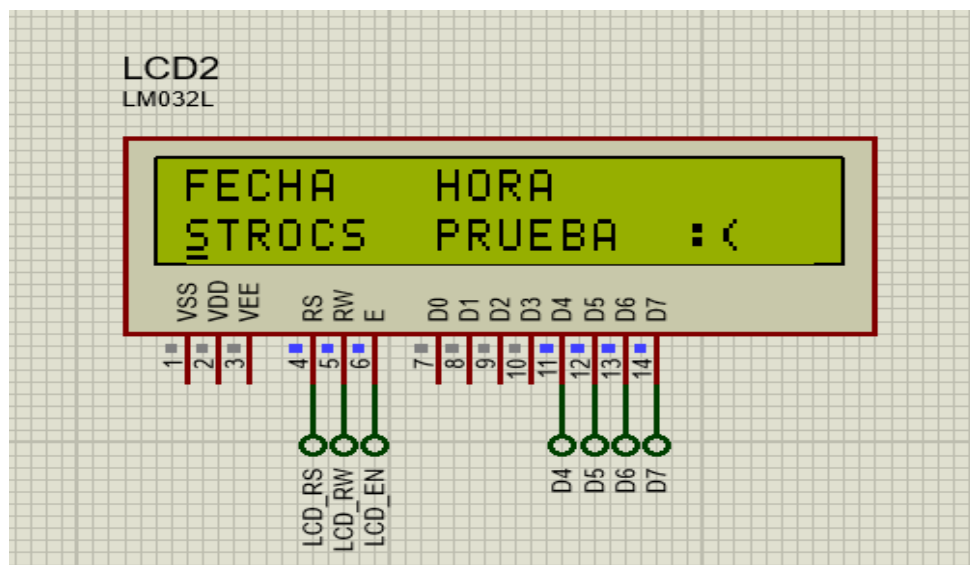 LCD2
LM032L
FECHA HORA
STROCS PRUEBA :(
VSS VDD VEE RS RW E D0 D1 D2 D3 D4 D5 D6 D7
1 2 3 4 5 6 7 8 9 10 11 12 13 14
LCD_RS LCD_RW LCD_EN D4 D5 D6 D7